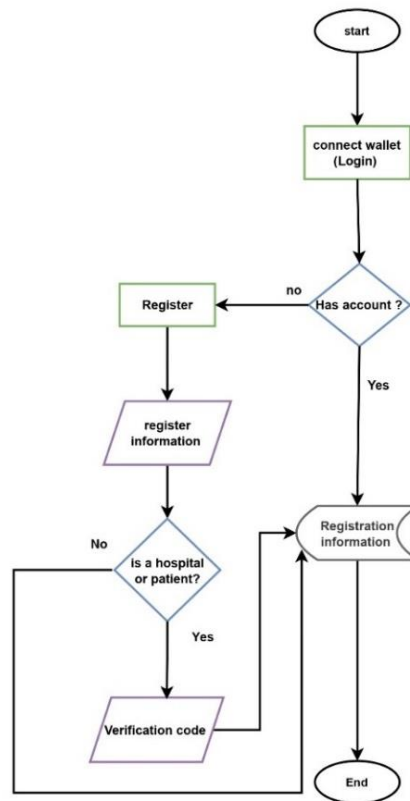 start
connect wallet
(Login)
Has account ?
no
Register
Yes
register
information
Registration
information
No
is a hospital
or patient?
Yes
Verification code
End